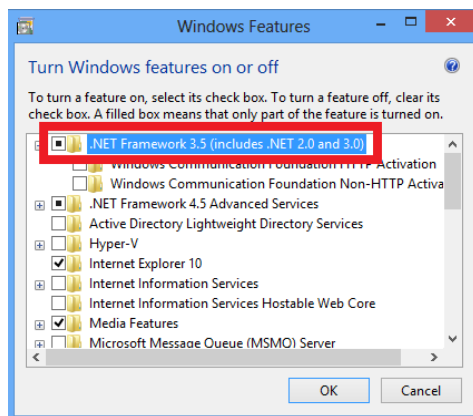 Windows Features
Turn Windows features on or off
To turn a feature on, select its check box. To turn a feature off, clear its
check box. A filled box means that only part of the feature is turned on.
.NET Framework 3.5 (includes .NET 2.0 and 3.0)
Windows Communication Foundation HTTP Activation
Windows Communication Foundation Non-HTTP Activa
.NET Framework 4.5 Advanced Services
Active Directory Lightweight Directory Services
Hyper-V
Internet Explorer 10
Internet Information Services
Internet Information Services Hostable Web Core
Media Features
Microsoft Message Queue (MSMQ) Server
OK Cancel